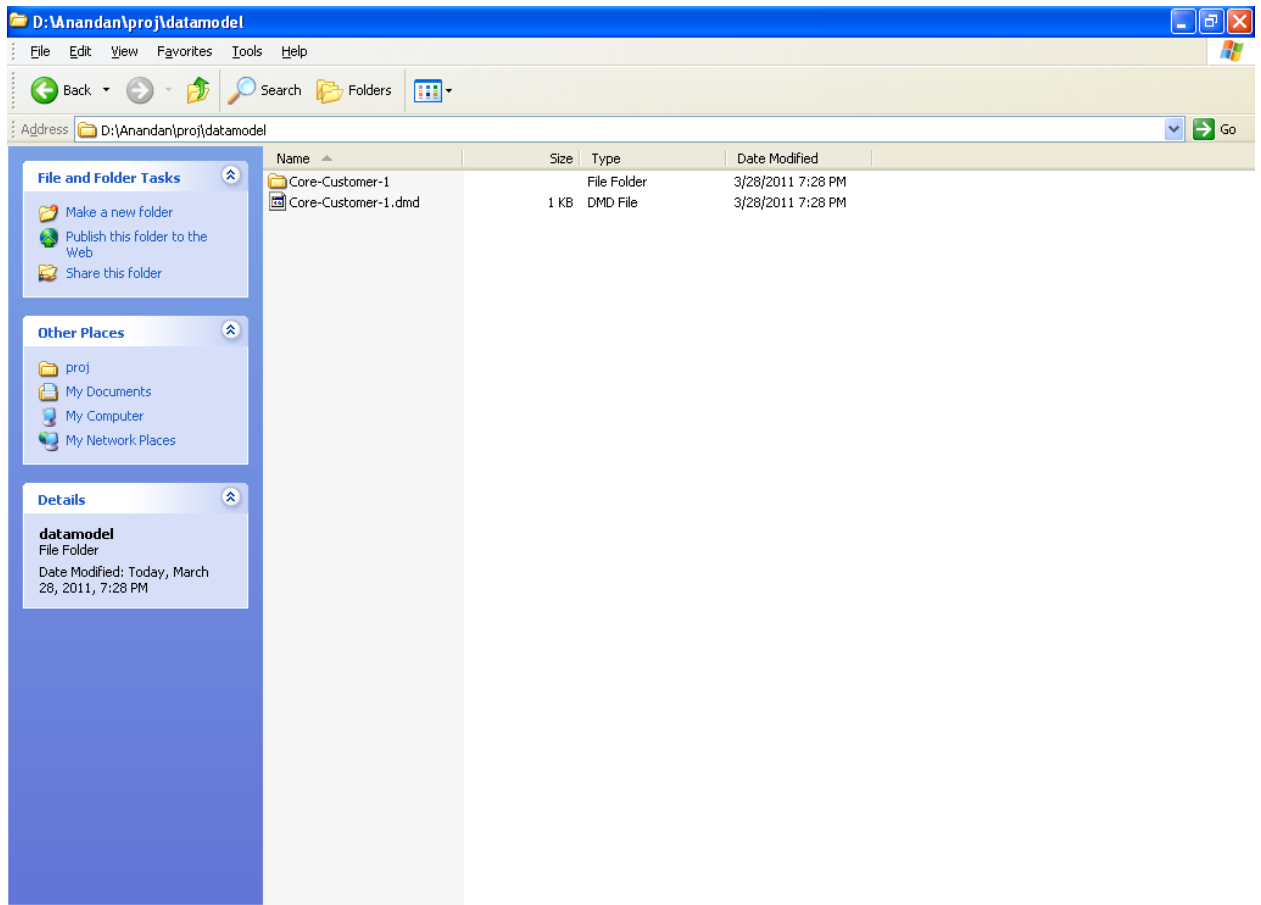 D:\Anandan\proj\datamodel
File Edit View Favorites Tools Help
Back Search Folders
Address D:\Anandan\proj\datamodel Go
Name Size Type Date Modified
Core-Customer-1 File Folder 3/28/2011 7:28 PM
Core-Customer-1.dmd 1 KB DMD File 3/28/2011 7:28 PM
File and Folder Tasks
Make a new folder
Publish this folder to the
Web
Share this folder
Other Places
proj
My Documents
My Computer
My Network Places
Details
datamodel
File Folder
Date Modified: Today, March
28, 2011, 7:28 PM